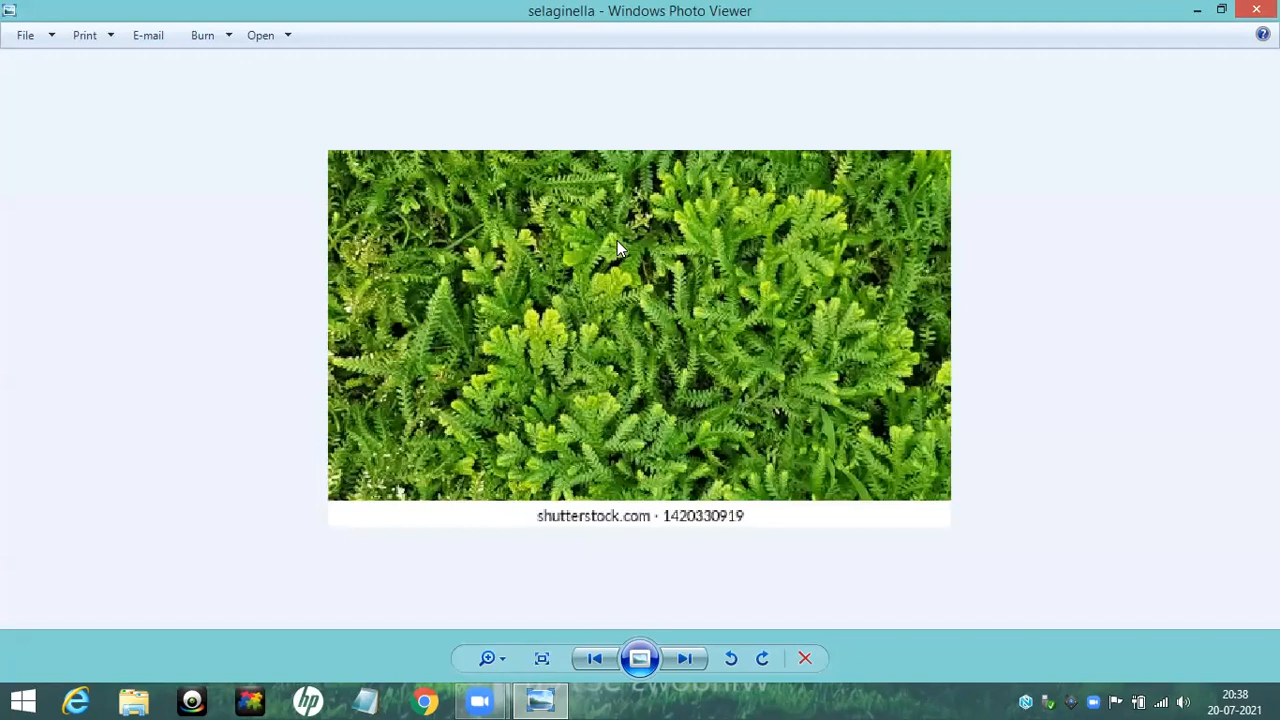 selaginella - Windows Photo Viewer
File Print E-mail Burn Open
shutterstock.com · 1420330919
20:38
20-07-2021